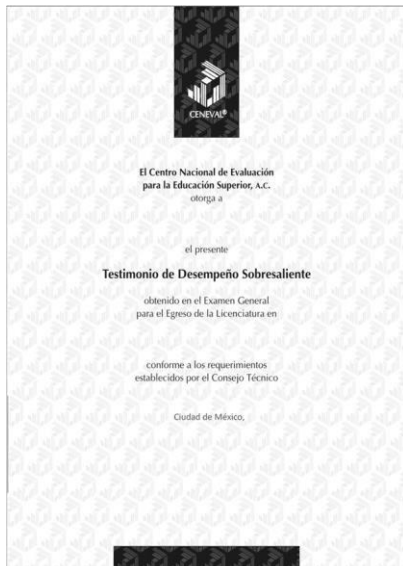 CENEVAL®
El Centro Nacional de Evaluación
para la Educación Superior, A.C.
otorga a
el presente
Testimonio de Desempeño Sobresaliente
obtenido en el Examen General
para el Egreso de la Licenciatura en
conforme a los requerimientos
establecidos por el Consejo Técnico
Ciudad de México,